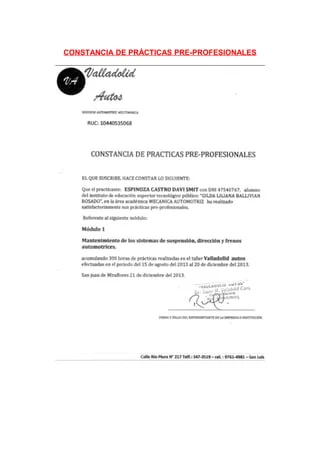 CONSTANCIA DE PRÁCTICAS PRE-PROFESIONALES
Valladolid
VA
Autos
SERVICIO AUTOMOTRIZ MULTIMARCA
RUC: 10440535068
CONSTANCIA DE PRACTICAS PRE-PROFESIONALES
EL QUE SUSCRIBE, HACE CONSTAR LO SIGUIENTE:
Que el practicante: ESPINOZA CASTRO DAVI SMIT con DNI 47540767, alumno
del instituto de educación superior tecnológico público: "GILDA LILIANA BALLIVIAN
ROSADO", en la área académica MECANICA AUTOMOTRIZ ha realizado
satisfactoriamente sus prácticas pre-profesionales.
Referente al siguiente módulo:
Módulo 1
Mantenimiento de los sistemas de suspensión, dirección y frenos
automotrices.
acumulando 306 horas de prácticas realizadas en el taller Valladolid autos
efectuadas en el periodo del 15 de agosto del 2013 al 20 de diciembre del 2013.
San juan de Miraflores 21 de diciembre del 2013.
FIRMA Y SELLO DEL REPRESENTANTE DE LA EMPRESA O INSTITUCIÓN
Calle Rio Piura N° 217 Telf.: 347-3519 – cel. : 9761-4981 – San Luis